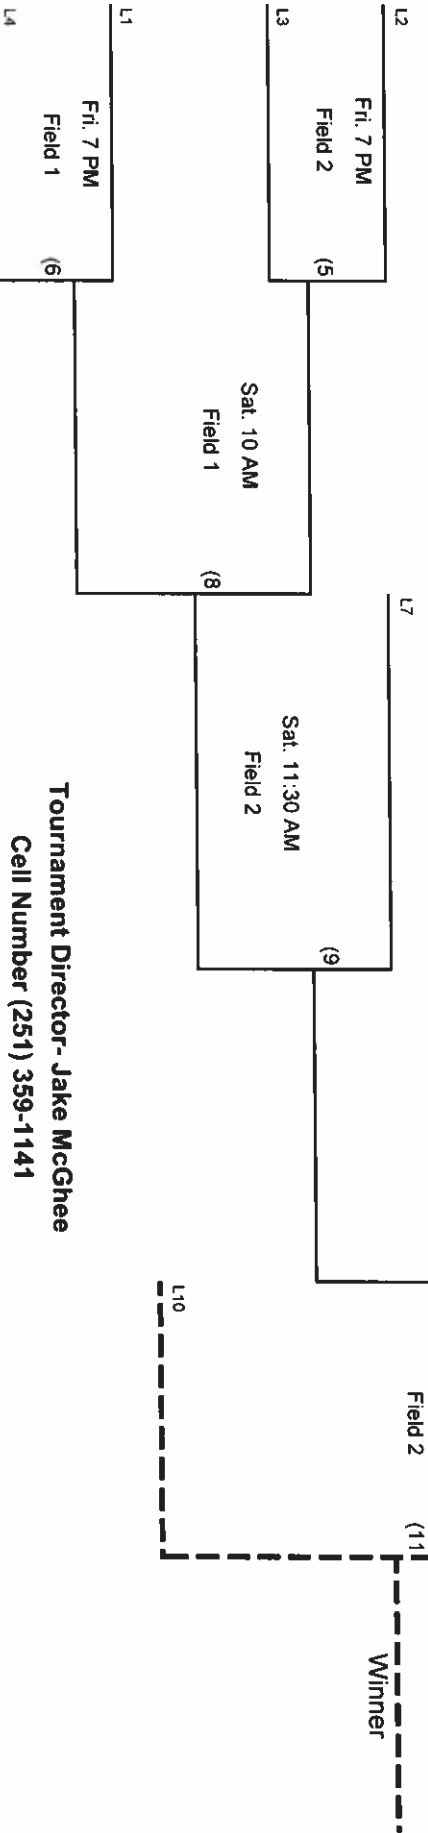 L2
Fri. 7 PM
Field 2
(5
L3
L1
Fri. 7 PM
Field 1
(6
L4
Sat. 10 AM
Field 1
(8
L7
Sat. 11:30 AM
Field 2
(9
Field 2
(11
L10
Winner
Tournament Director- Jake McGhee
Cell Number (251) 359-1141